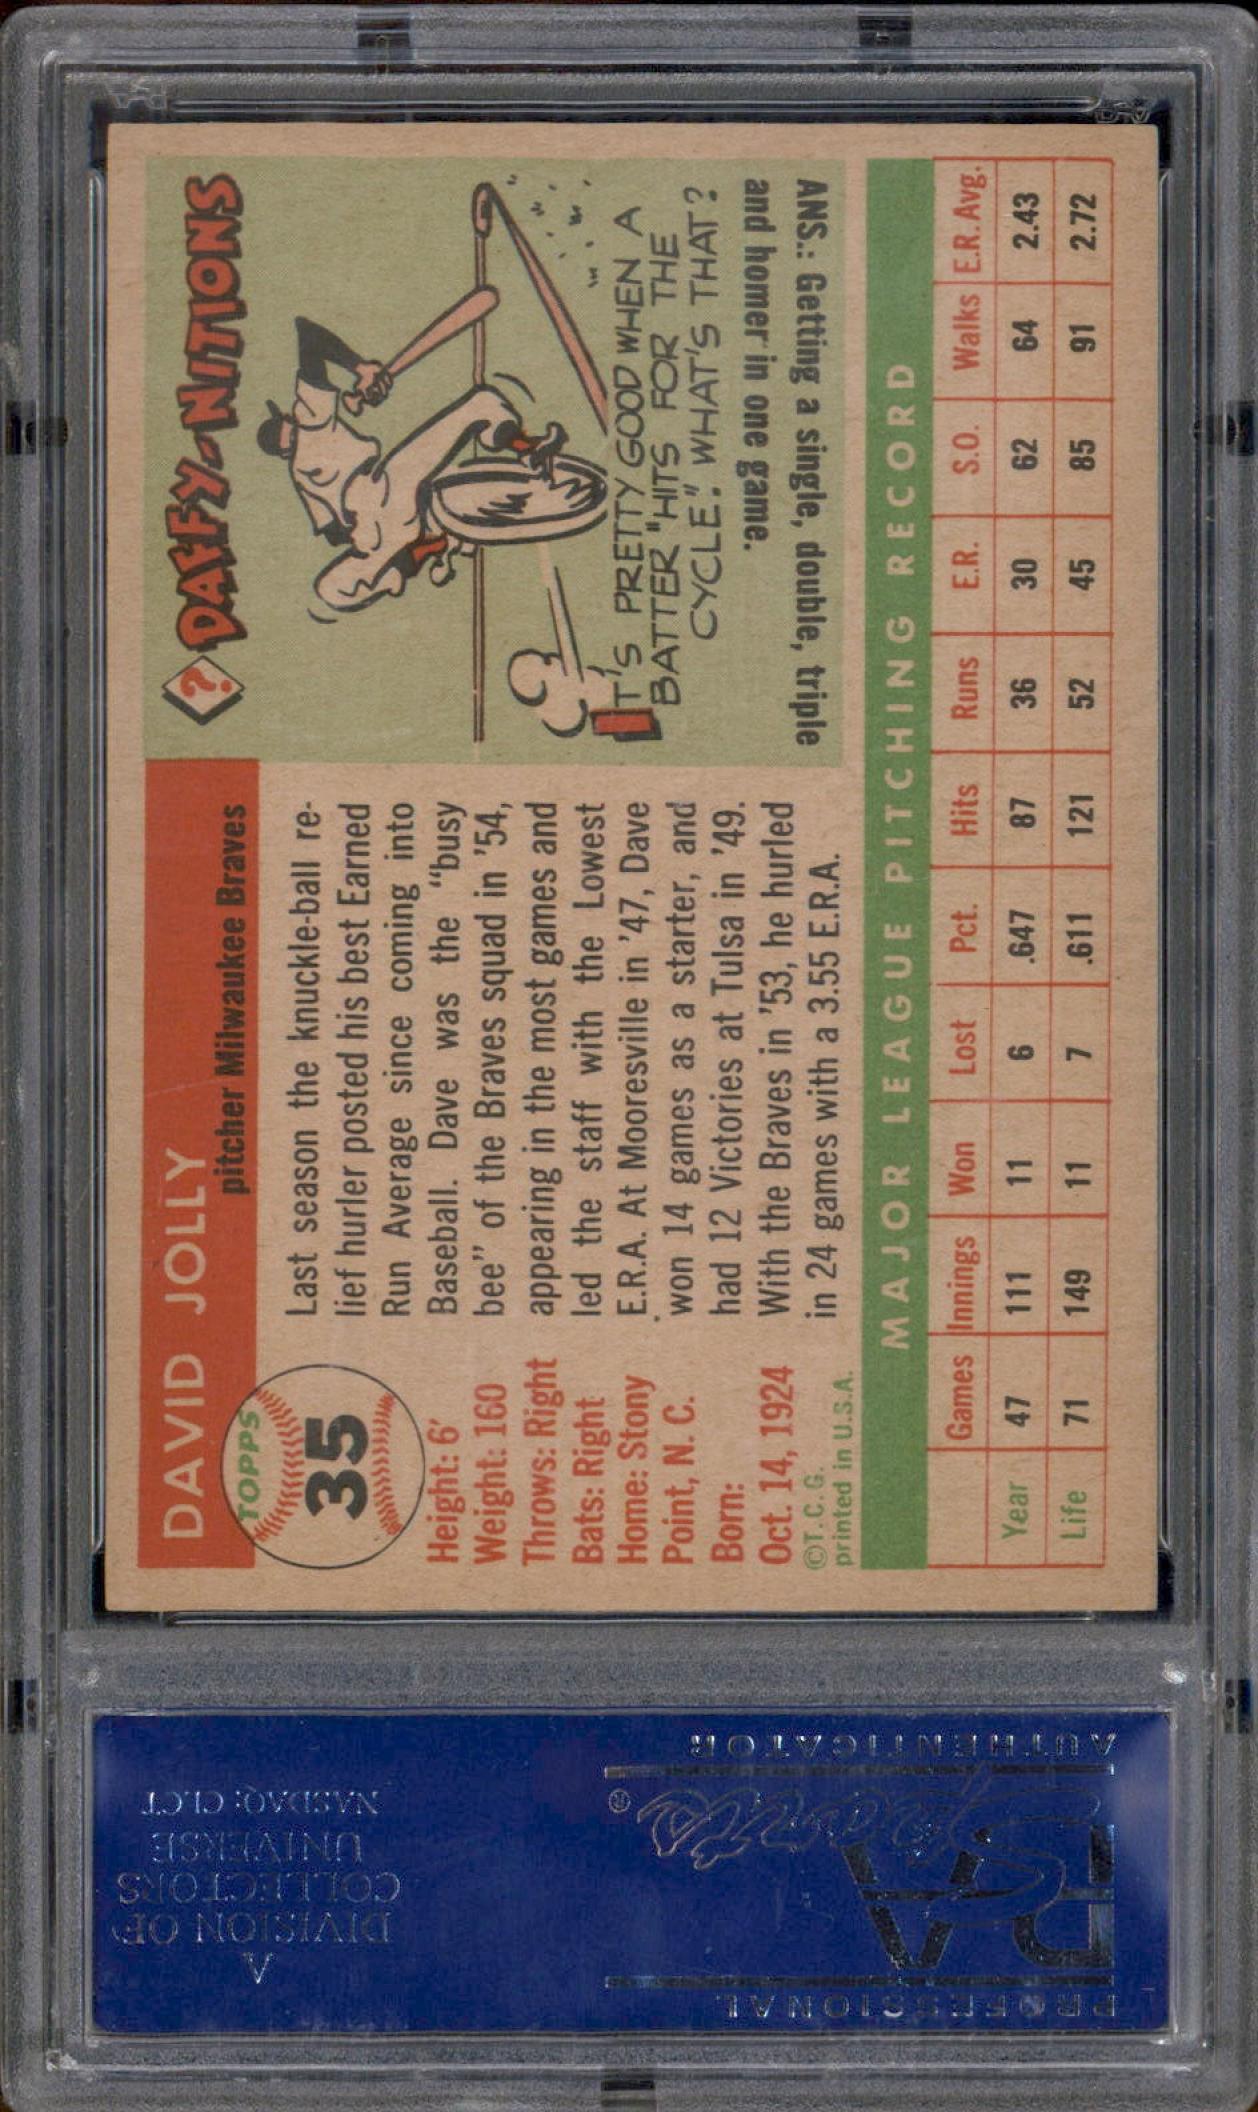 DAVID JOLLY
pitcher Milwaukee Braves
TOPPS
35
Height: 6'
Weight: 160
Throws: Right
Bats: Right
Home: Stony
Point, N. C.
Born:
Oct. 14, 1924
©T. C. G.
printed in U.S.A.
Last season the knuckle-ball re-
lief hurler posted his best Earned
Run Average since coming into
Baseball. Dave was the "busy
bee" of the Braves squad in '54,
appearing in the most games and
led the staff with the Lowest
E.R.A. At Mooresville in '47, Dave
won 14 games as a starter, and
had 12 Victories at Tulsa in '49.
With the Braves in '53, he hurled
in 24 games with a 3.55 E.R.A.
? DAFFY-NITIONS
IT'S PRETTY GOOD WHEN A
BATTER "HITS FOR THE
CYCLE." WHAT'S THAT?
ANS.: Getting a single, double, triple
and homer in one game.
MAJOR LEAGUE PITCHING RECORD
Games Innings Won Lost Pct. Hits Runs E.R. S.O. Walks E.R. Avg.
Year 47 111 11 6 .647 87 36 30 62 64 2.43
Life 71 149 11 7 .611 121 52 45 85 91 2.72
PROFESSIONAL
PSA
Sports ®
AUTHENTICATOR
A
DIVISION OF
COLLECTORS
UNIVERSE
NASDAQ: CLCT